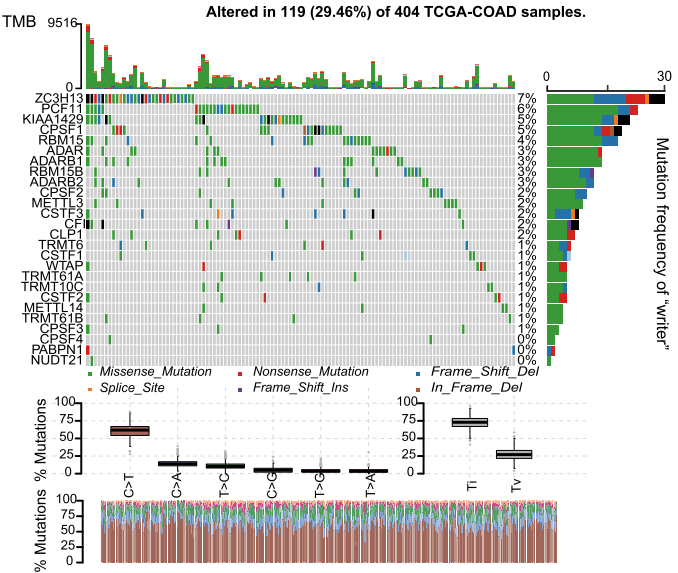 Altered in 119 (29.46%) of 404 TCGA-COAD samples.
TMB
9516
0
0 30
ZC3H13 7%
PCF11 6%
KIAA1429 5%
CPSF1 5%
RBM15 4%
ADAR 3%
ADARB1 3%
RBM15B 3%
ADARB2 3%
CPSF2 2%
METTL3 2%
CSTF3 2%
CFI 2%
CLP1 2%
TRMT6 1%
CSTF1 1%
WTAP 1%
TRMT61A 1%
TRMT10C 1%
CSTF2 1%
METTL14 1%
TRMT61B 1%
CPSF3 1%
CPSF4 0%
PABPN1 0%
NUDT21 0%
Mutation frequency of “writer”
Missense_Mutation Nonsense_Mutation Frame_Shift_Del
Splice_Site Frame_Shift_Ins In_Frame_Del
% Mutations
100
75
50
25
0
C>T C>A T>C C>G T>G T>A
100
75
50
25
0
Ti Tv
% Mutations
100
75
50
25
0